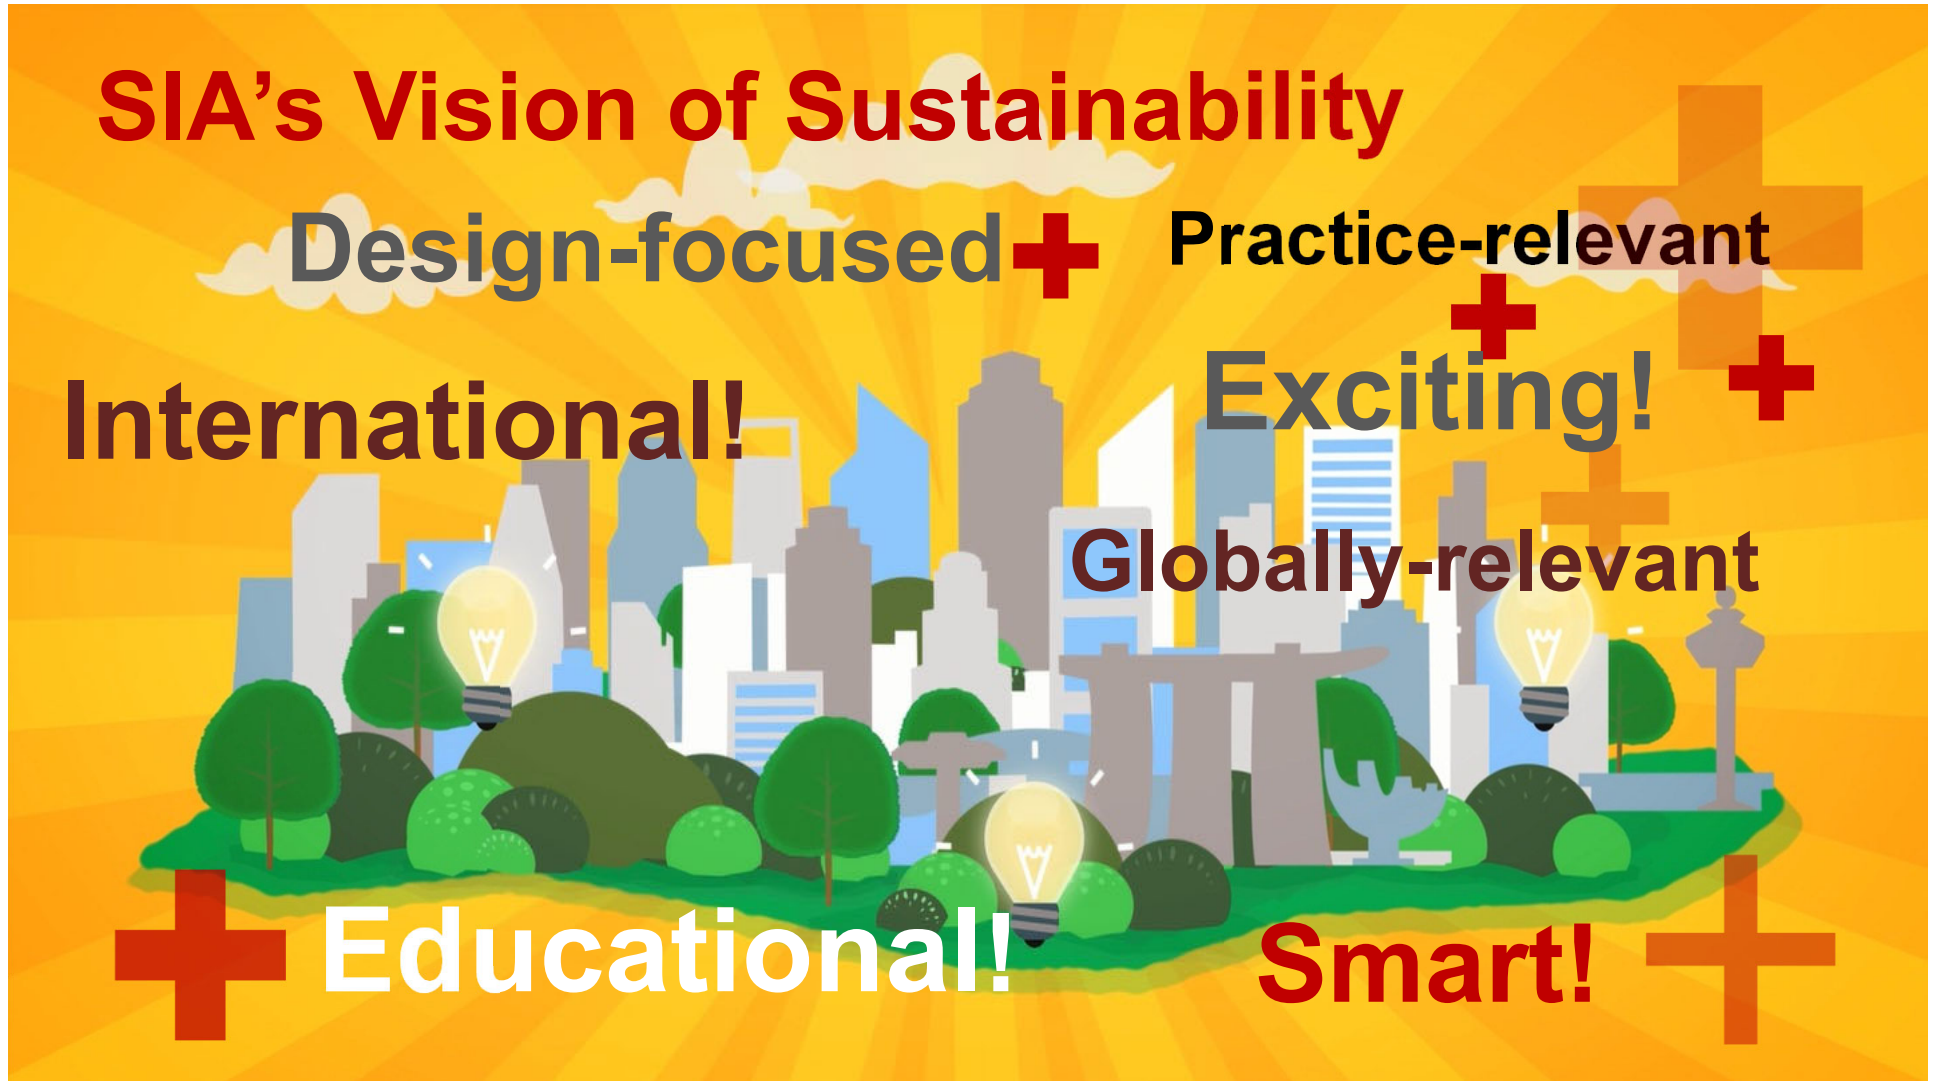 SIA’s Vision of Sustainability
Design-focused
Practice-relevant
International!
Exciting!
Globally-relevant
Educational!
Smart!